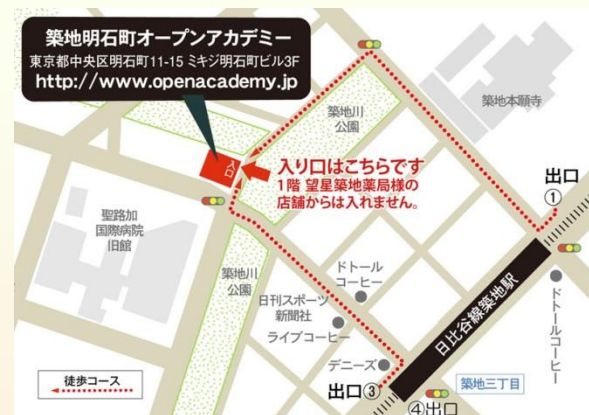 築地明石町オープンアカデミー
東京都中央区明石町11-15 ミキジ明石町ビル3F
http://www.openacademy.jp
築地川
公園
築地本願寺
入口
入り口はこちらです
1階 望星築地薬局様の
店舗からは入れません。
出口
①
聖路加
国際病院
旧館
築地川
公園
ドトール
コーヒー
日刊スポーツ
新聞社
ライブコーヒー
日比谷線築地駅
ドトールコーヒー
デニーズ
出口③
築地三丁目
④出口
徒歩コース